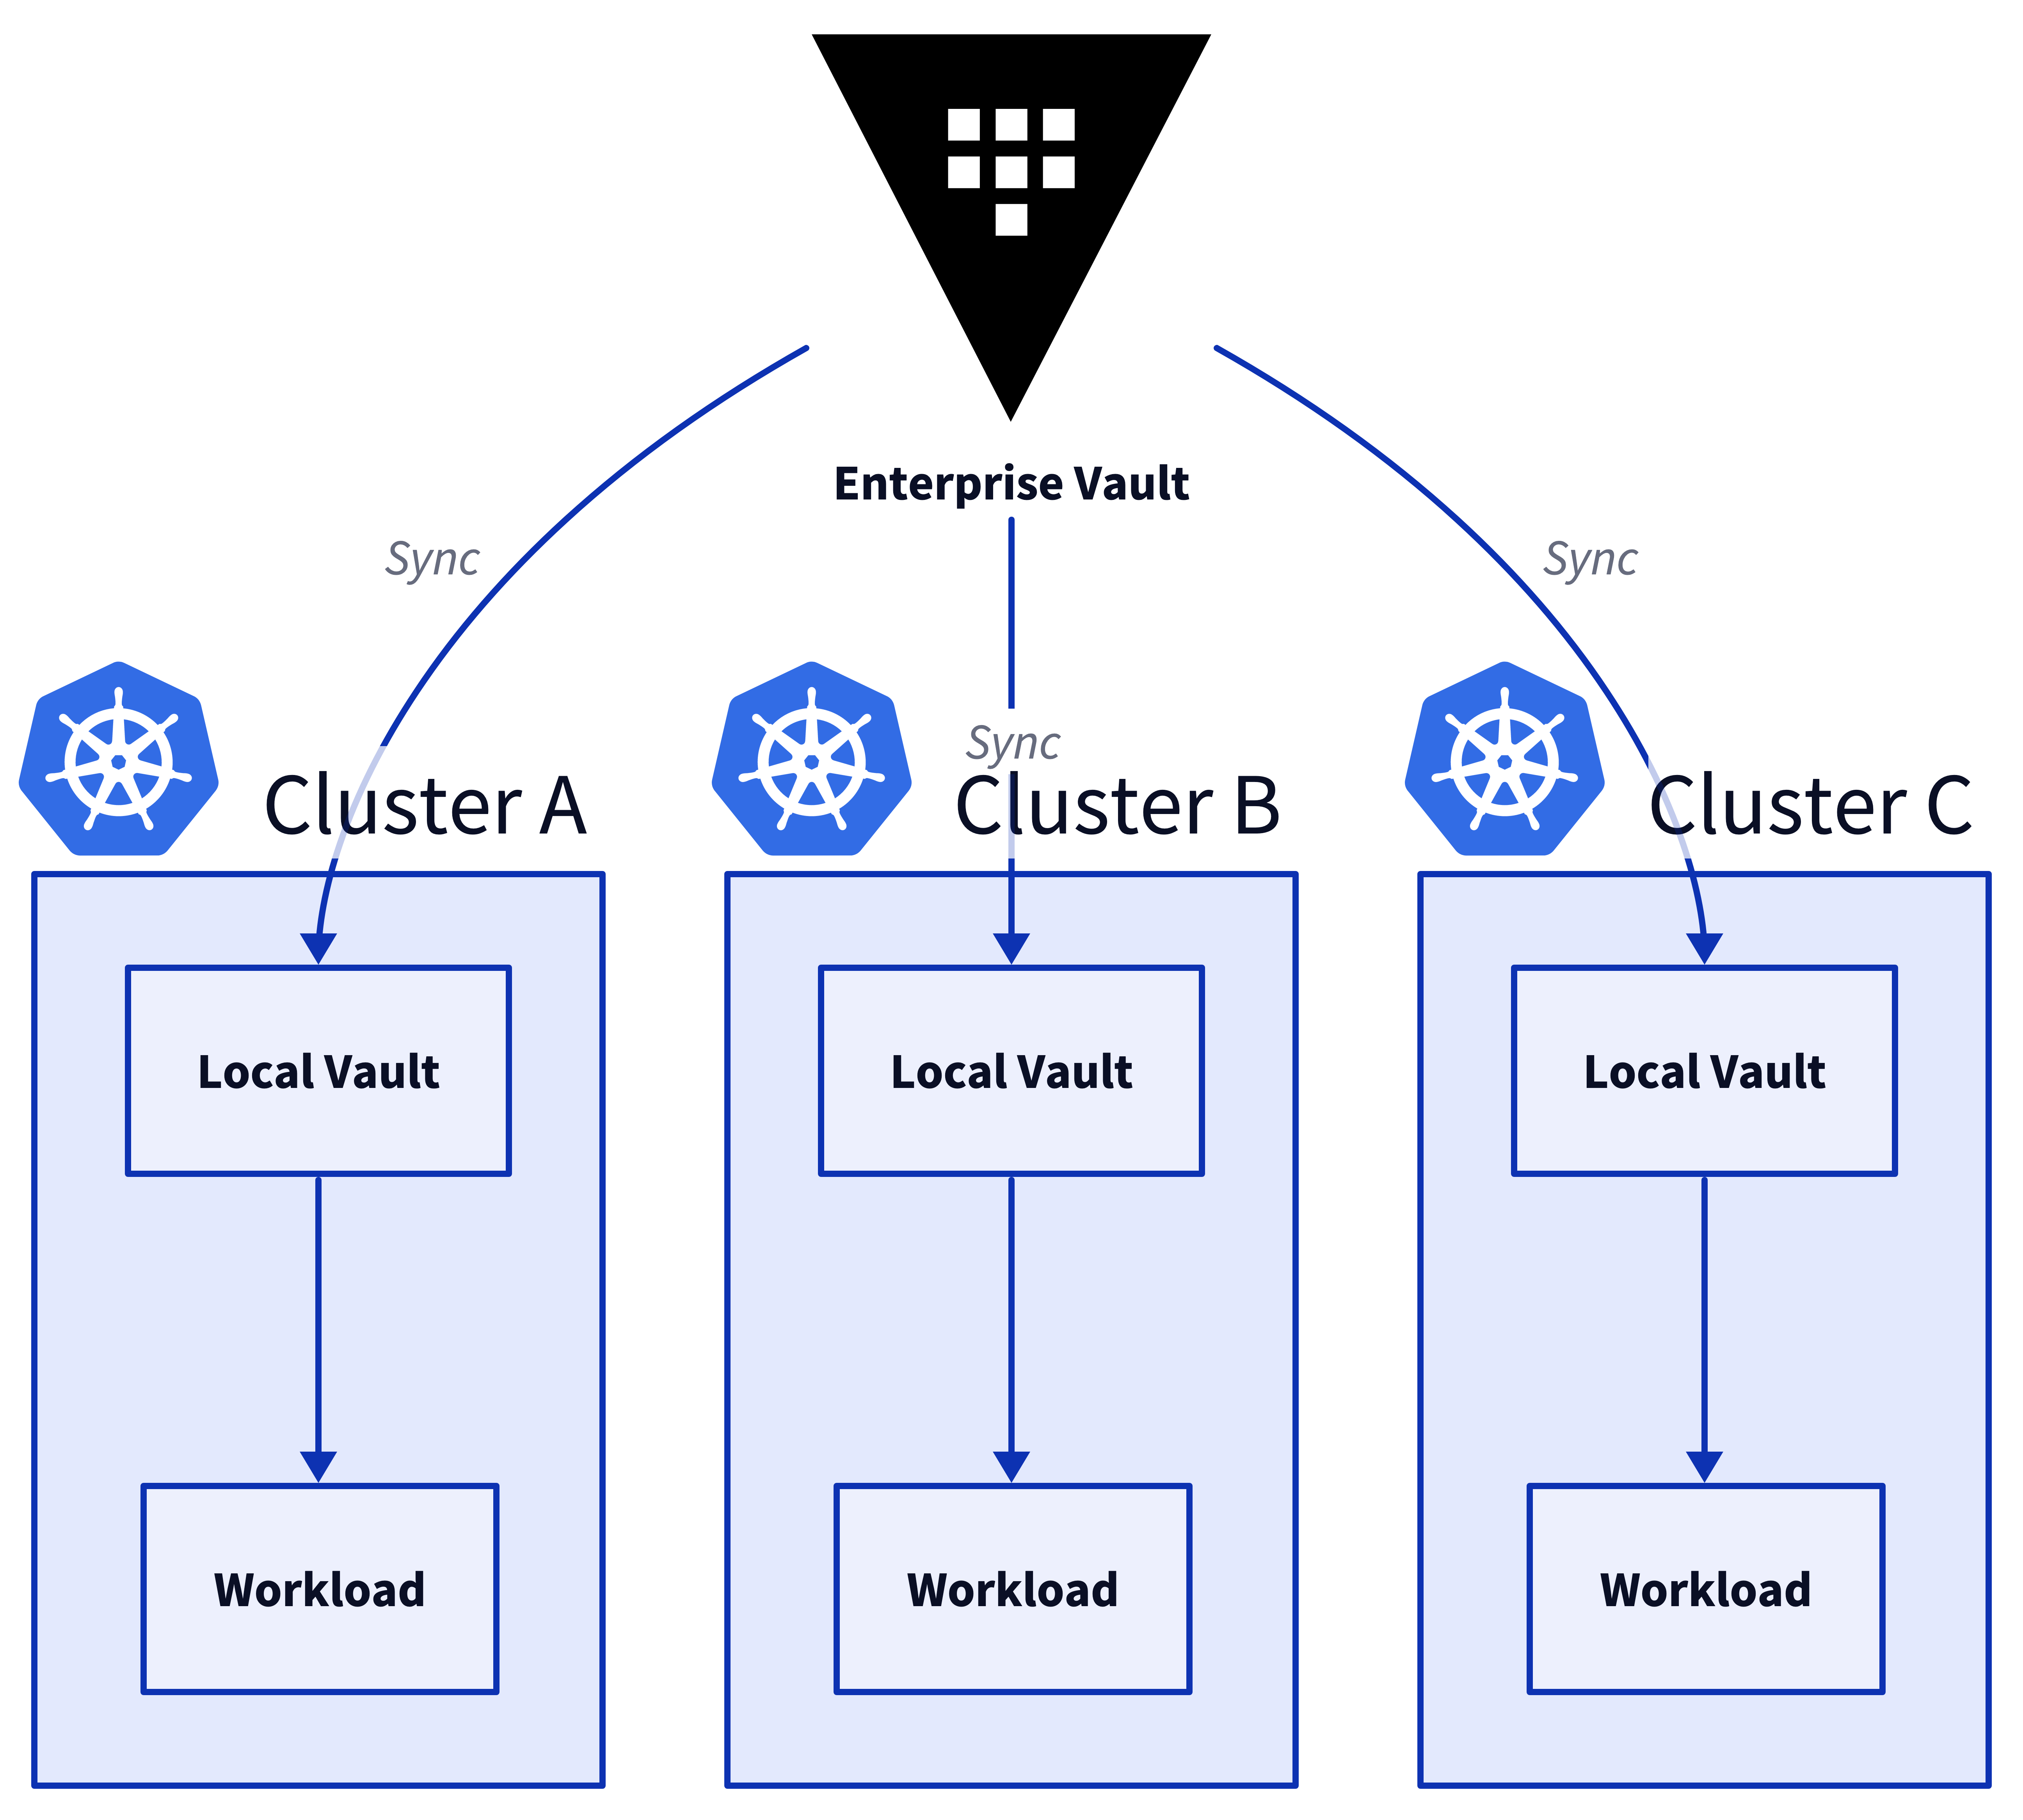 Enterprise Vault
Sync
Sync
Sync
Cluster A
Cluster B
Cluster C
Local Vault
Local Vault
Local Vault
Workload
Workload
Workload